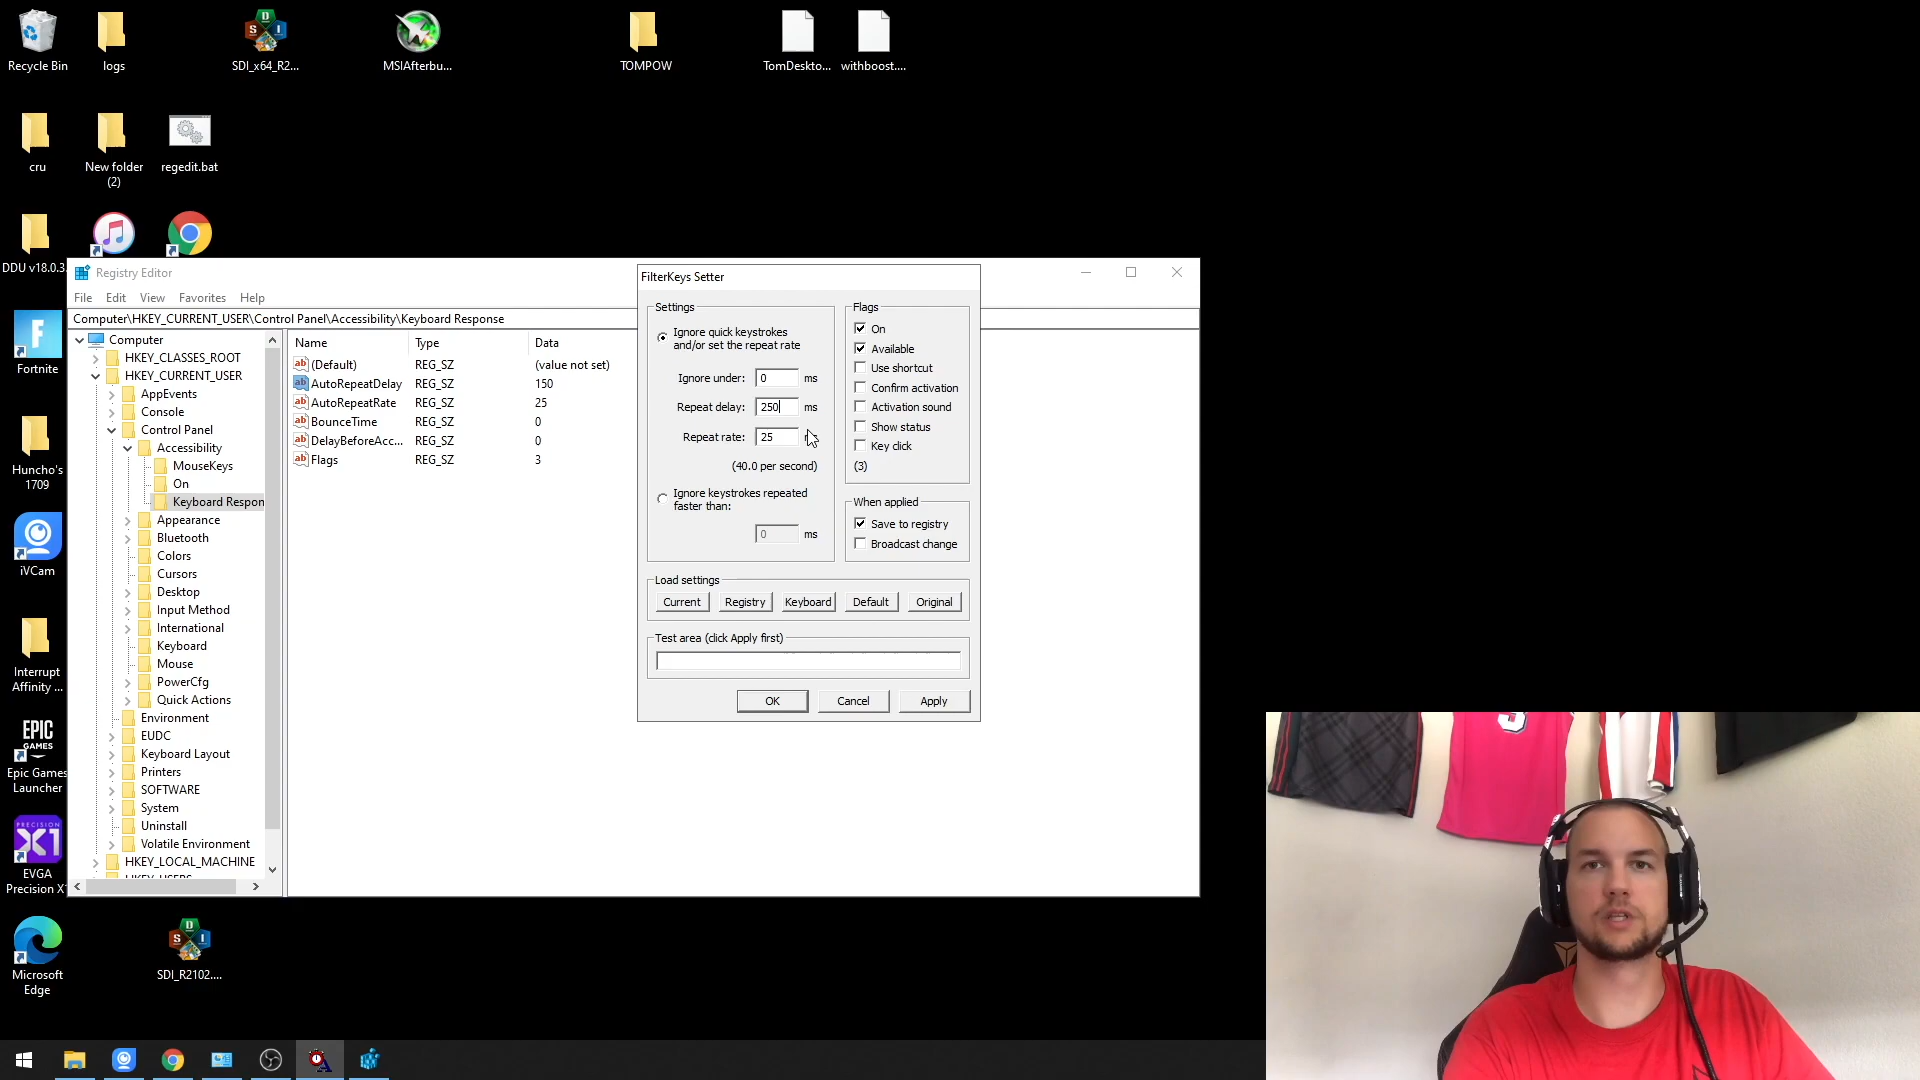 Recycle Bin
logs
SDI_x64_R2...
MSIAfterbu...
TOMPOW
TomDeskto...
withboost....
cru
New folder
(2)
regedit.bat
DDU v18.0.3.
Fortnite
Huncho's
1709
iVCam
Interrupt
Affinity ...
EPIC
GAMES
Epic Games
Launcher
PRECISION
X1
EVGA
Precision X
Microsoft
Edge
SDI_R2102....
Registry Editor
File Edit View Favorites Help
Computer\HKEY_CURRENT_USER\Control Panel\Accessibility\Keyboard Response
Computer
HKEY_CLASSES_ROOT
HKEY_CURRENT_USER
AppEvents
Console
Control Panel
Accessibility
MouseKeys
On
Keyboard Respon
Appearance
Bluetooth
Colors
Cursors
Desktop
Input Method
International
Keyboard
Mouse
PowerCfg
Quick Actions
Environment
EUDC
Keyboard Layout
Printers
SOFTWARE
System
Uninstall
Volatile Environment
HKEY_LOCAL_MACHINE
Name Type Data
(Default) REG_SZ (value not set)
AutoRepeatDelay REG_SZ 150
AutoRepeatRate REG_SZ 25
BounceTime REG_SZ 0
DelayBeforeAcc... REG_SZ 0
Flags REG_SZ 3
FilterKeys Setter
Settings
Ignore quick keystrokes
and/or set the repeat rate
Ignore under: 0 ms
Repeat delay: 250 ms
Repeat rate: 25
(40.0 per second)
Ignore keystrokes repeated
faster than:
0 ms
Flags
On
Available
Use shortcut
Confirm activation
Activation sound
Show status
Key click
(3)
When applied
Save to registry
Broadcast change
Load settings
Current Registry Keyboard Default Original
Test area (click Apply first)
OK Cancel Apply